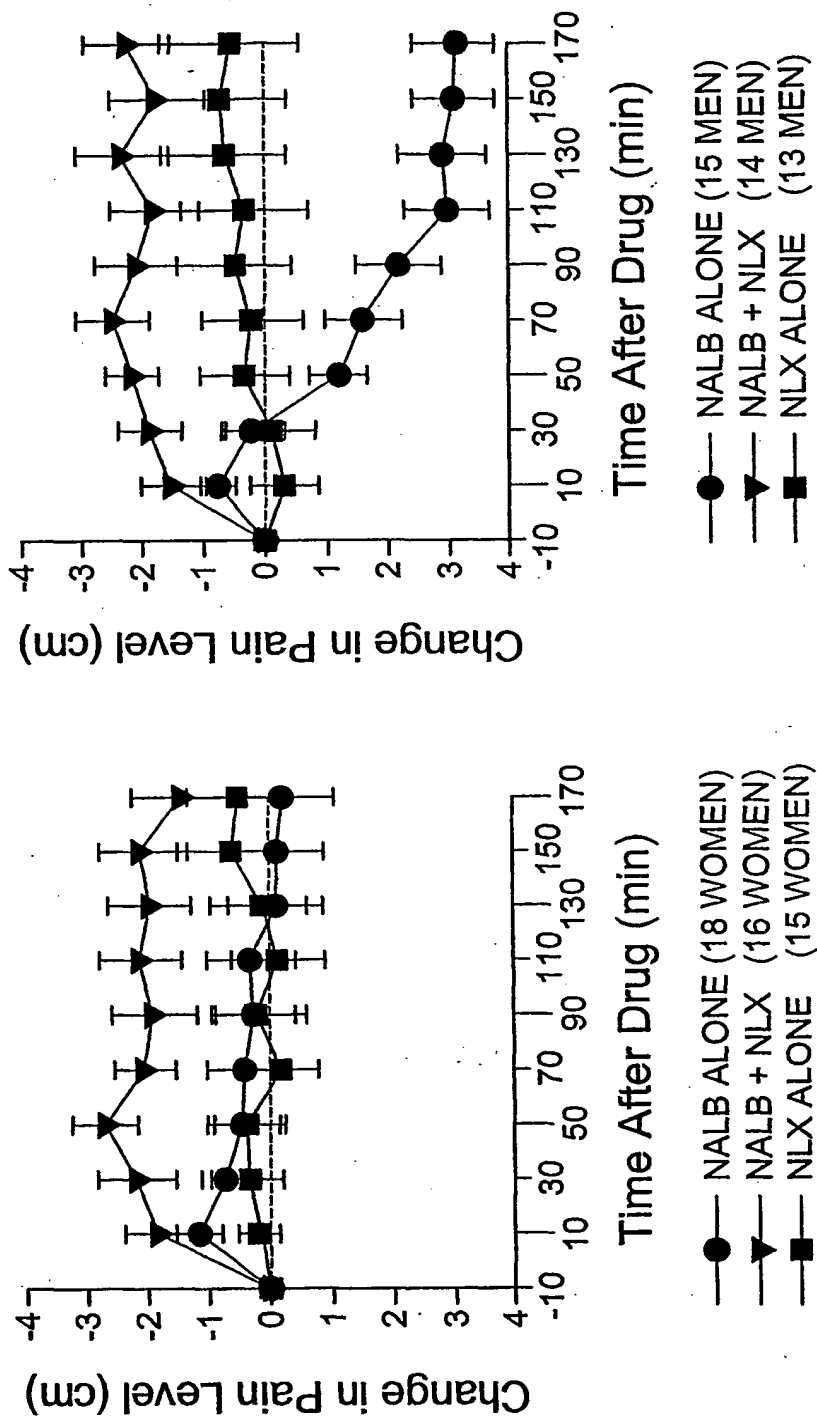 Change in Pain Level (cm)
-4
-3
-2
-1
0
1
2
3
4
-10 10 30 50 70 90 110 130 150 170
Time After Drug (min)
NALB ALONE (18 WOMEN)
NALB + NLX (16 WOMEN)
NLX ALONE (15 WOMEN)
Change in Pain Level (cm)
-4
-3
-2
-1
0
1
2
3
4
-10 10 30 50 70 90 110 130 150 170
Time After Drug (min)
NALB ALONE (15 MEN)
NALB + NLX (14 MEN)
NLX ALONE (13 MEN)